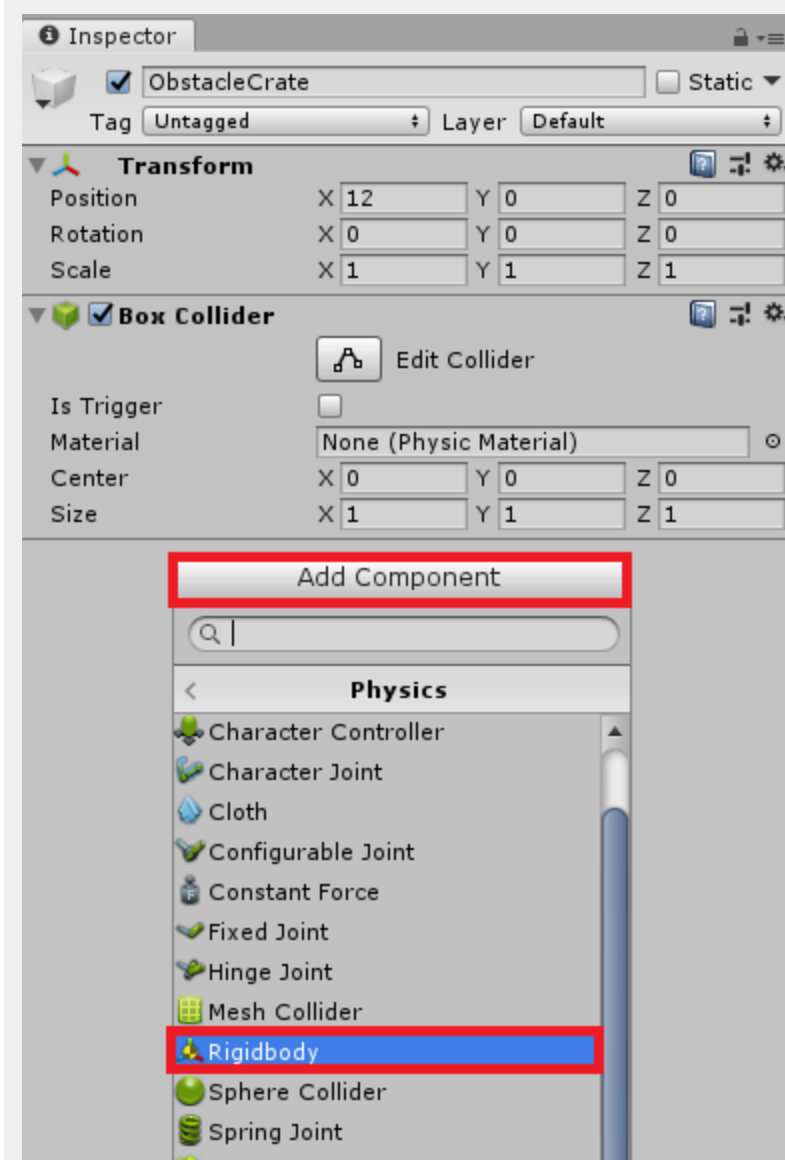 Inspector
ObstacleCrate Static
Tag Untagged Layer Default
Transform
Position X 12 Y 0 Z 0
Rotation X 0 Y 0 Z 0
Scale X 1 Y 1 Z 1
Box Collider
Edit Collider
Is Trigger
Material None (Physic Material)
Center X 0 Y 0 Z 0
Size X 1 Y 1 Z 1
Add Component
Physics
Character Controller
Character Joint
Cloth
Configurable Joint
Constant Force
Fixed Joint
Hinge Joint
Mesh Collider
Rigidbody
Sphere Collider
Spring Joint